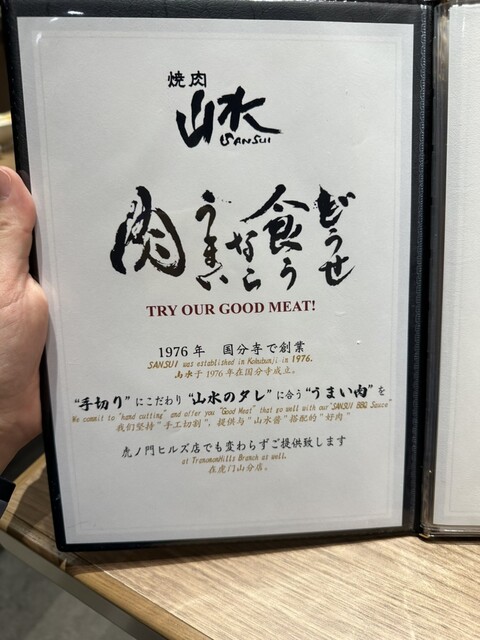 焼肉
山水
SANSUI
どうせ
食う
なら
うまい
肉
TRY OUR GOOD MEAT!
1976年 国分寺で創業
SANSUI was established in Kokubunji in 1976.
山水于1976年在国分寺成立。
"手切り"にこだわり"山水のタレ"に合う"うまい肉"を
We commit to "hand cutting" and offer you "Good Meat" that go well with our "SANSUI BBQ Sauce"
我们坚持"手工切割"，提供与"山水酱"搭配的"好肉"
虎ノ門ヒルズ店でも変わらずご提供致します
at ToranomonHills Branch as well.
在虎门山分店。